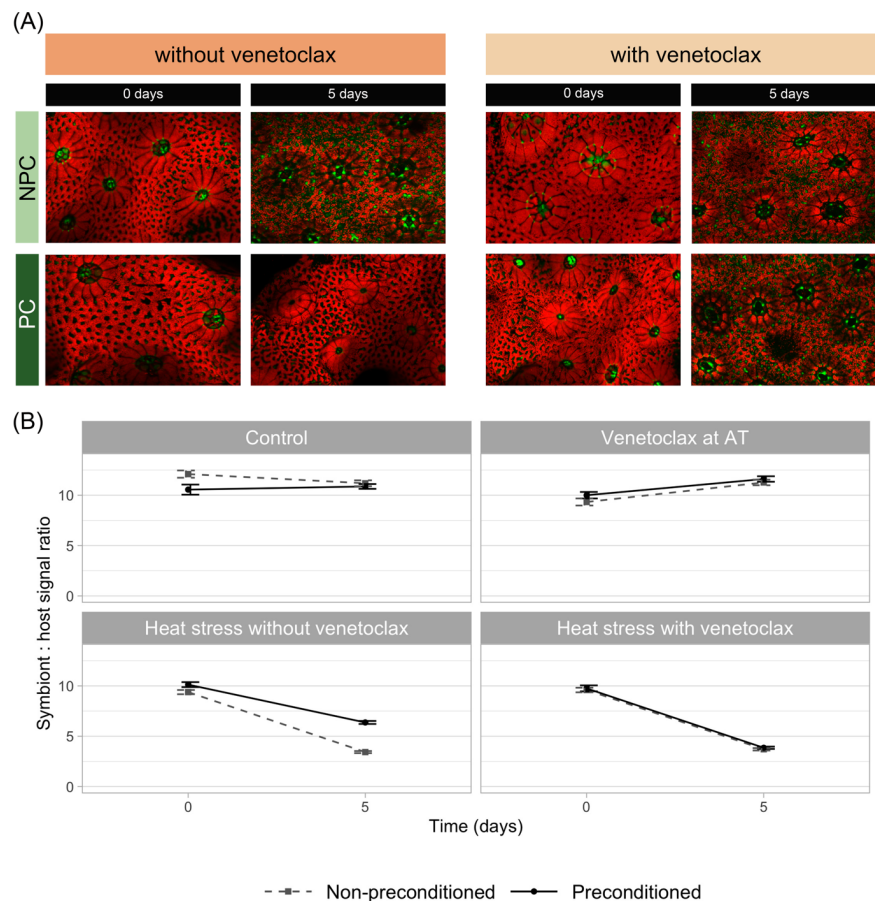 (A)
without venetoclax
with venetoclax
0 days
5 days
0 days
5 days
NPC
PC
(B)
Control
Venetoclax at AT
10
5
0
Heat stress without venetoclax
Heat stress with venetoclax
10
5
0
Symbiont : host signal ratio
0
5
0
5
Time (days)
Non-preconditioned
Preconditioned